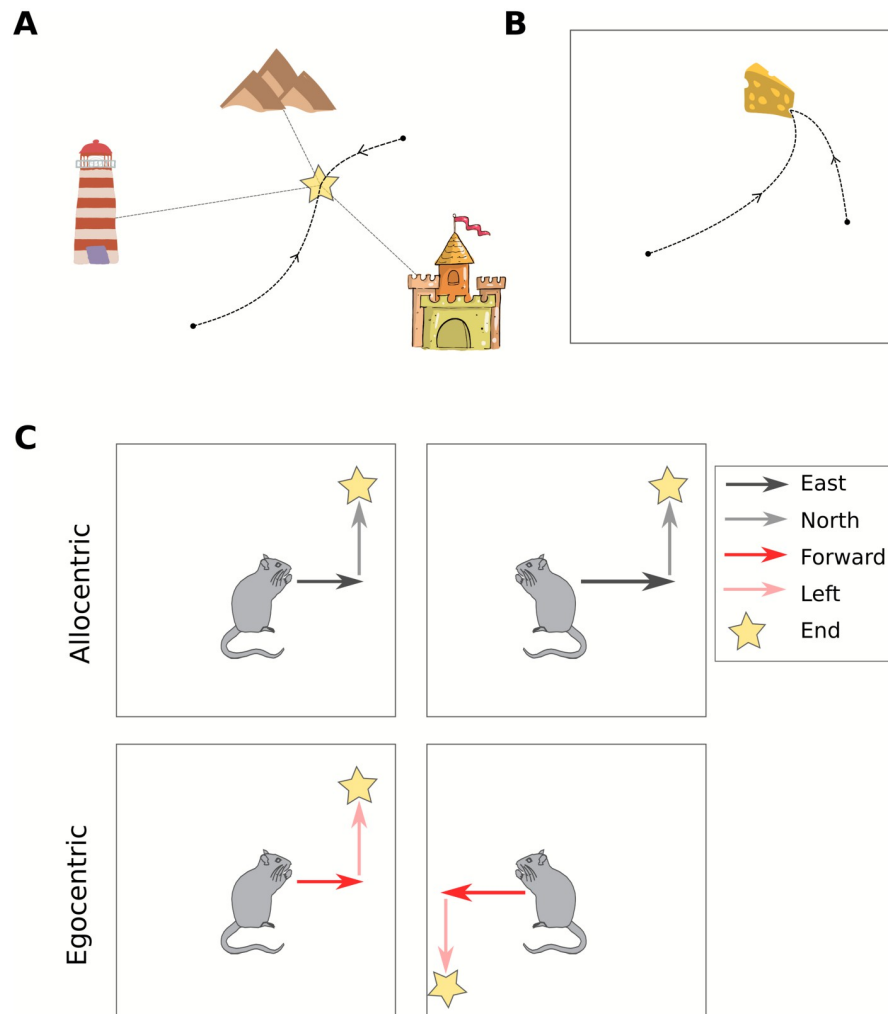 A
B
C
Allocentric
East
North
Forward
Left
End
Egocentric